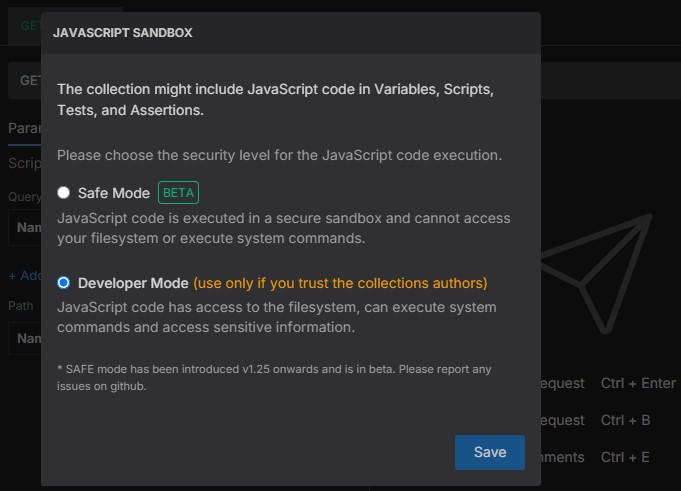 GET
JAVASCRIPT SANDBOX
GET
The collection might include JavaScript code in Variables, Scripts,
Tests, and Assertions.
Please choose the security level for the JavaScript code execution.
Safe Mode BETA
JavaScript code is executed in a secure sandbox and cannot access
your filesystem or execute system commands.
Developer Mode (use only if you trust the collections authors)
JavaScript code has access to the filesystem, can execute system
commands and access sensitive information.
* SAFE mode has been introduced v1.25 onwards and is in beta. Please report any
issues on github.
Save
Param
Scrip
Query
Nam
+ Add
Path
Nam
equest Ctrl + Enter
equest Ctrl + B
nments Ctrl + E